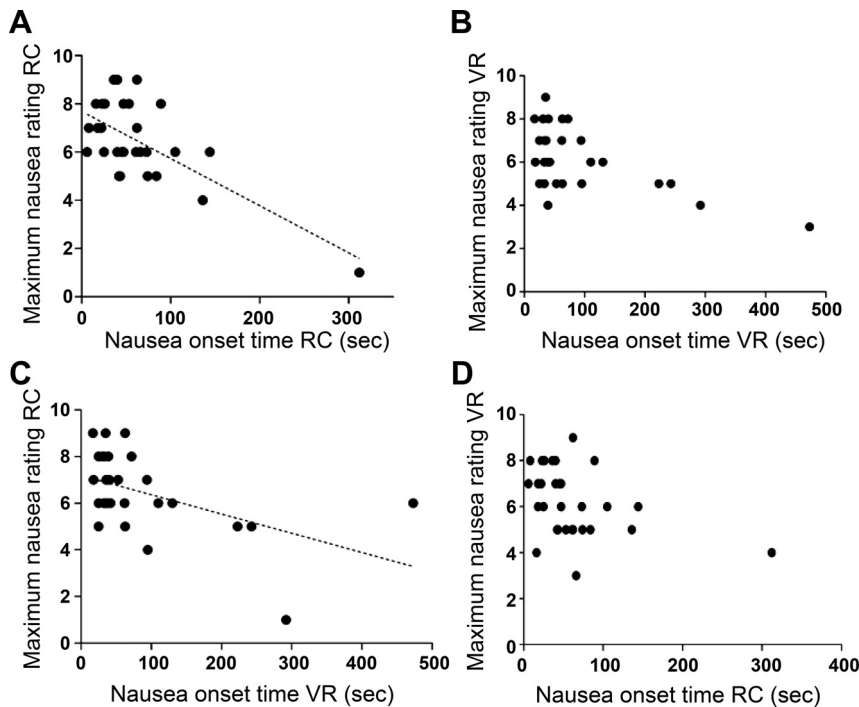 A
Maximum nausea rating RC
10
8
6
4
2
0
0 100 200 300
Nausea onset time RC (sec)
B
Maximum nausea rating VR
10
8
6
4
2
0
0 100 200 300 400 500
Nausea onset time VR (sec)
C
Maximum nausea rating RC
10
8
6
4
2
0
0 100 200 300 400 500
Nausea onset time VR (sec)
D
Maximum nausea rating VR
10
8
6
4
2
0
0 100 200 300 400
Nausea onset time RC (sec)